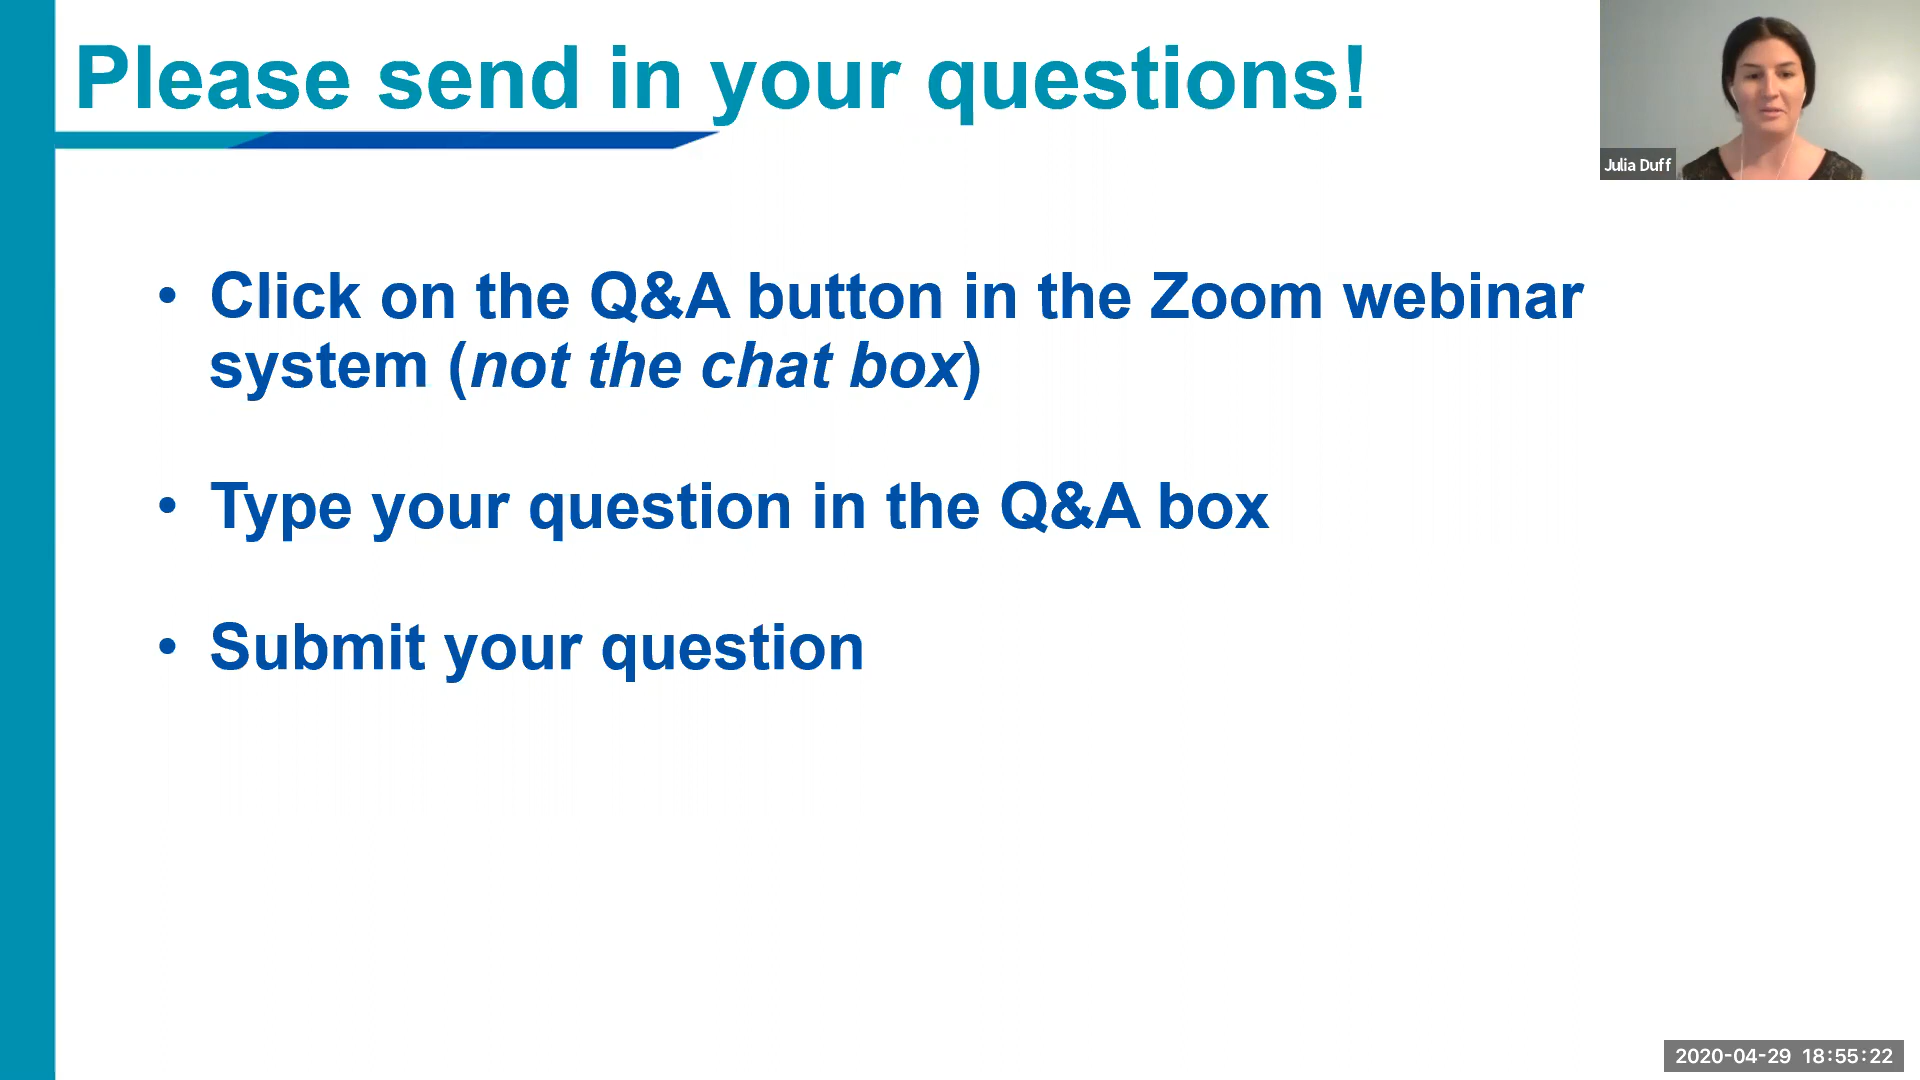 Please send in your questions!
Julia Duff
• Click on the Q&A button in the Zoom webinar
system (not the chat box)
• Type your question in the Q&A box
• Submit your question
2020-04-29 18:55:22